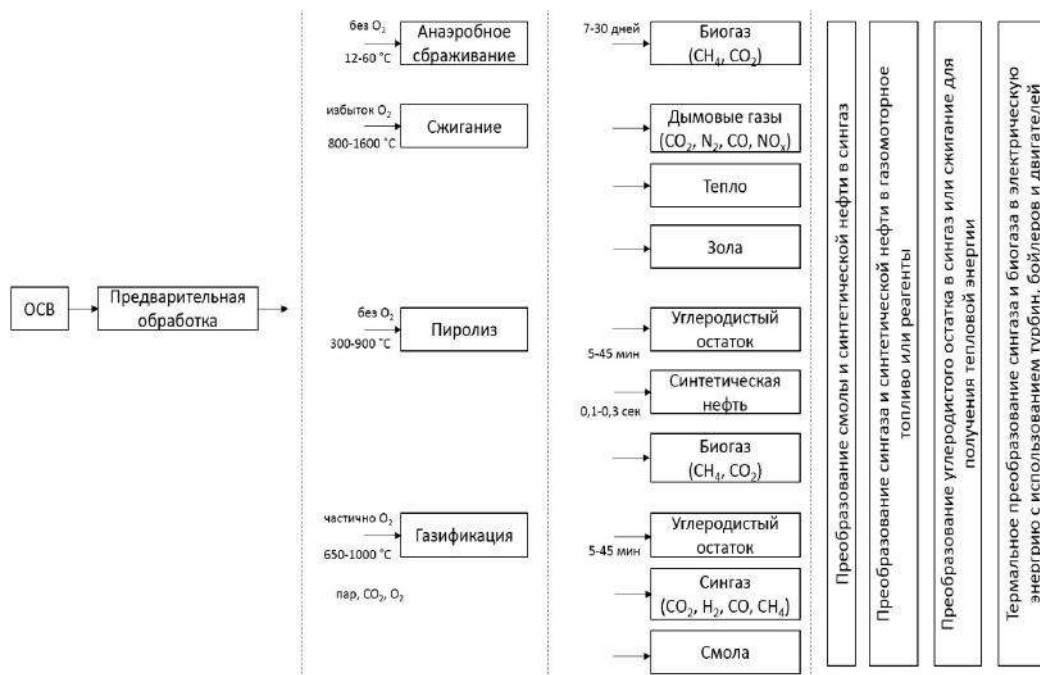 ОСВ
Предварительная
обработка
без O₂
12-60 °C
Анаэробное
сбраживание
избыток O₂
800-1600 °C
Сжигание
без O₂
300-900 °C
Пиролиз
частично O₂
650-1000 °C
Газификация
пар, CO₂, O₂
7-30 дней
Биогаз
(CH₄, CO₂)
Дымовые газы
(CO₂, N₂, CO, NOₓ)
Тепло
Зола
5-45 мин
Углеродистый
остаток
0,1-0,3 сек
Синтетическая
нефть
Биогаз
(CH₄, CO₂)
5-45 мин
Углеродистый
остаток
Сингаз
(CO₂, H₂, CO, CH₄)
Смола
Преобразование смолы и синтетической нефти в сингаз
Преобразование сингаза и синтетической нефти в газомоторное
топливо или реагенты
Преобразование углеродистого остатка в сингаз или сжигание для
получения тепловой энергии
Термальное преобразование сингаза и биогаза в электрическую
энергрию с использованием турбин, бойлеров и двигателей